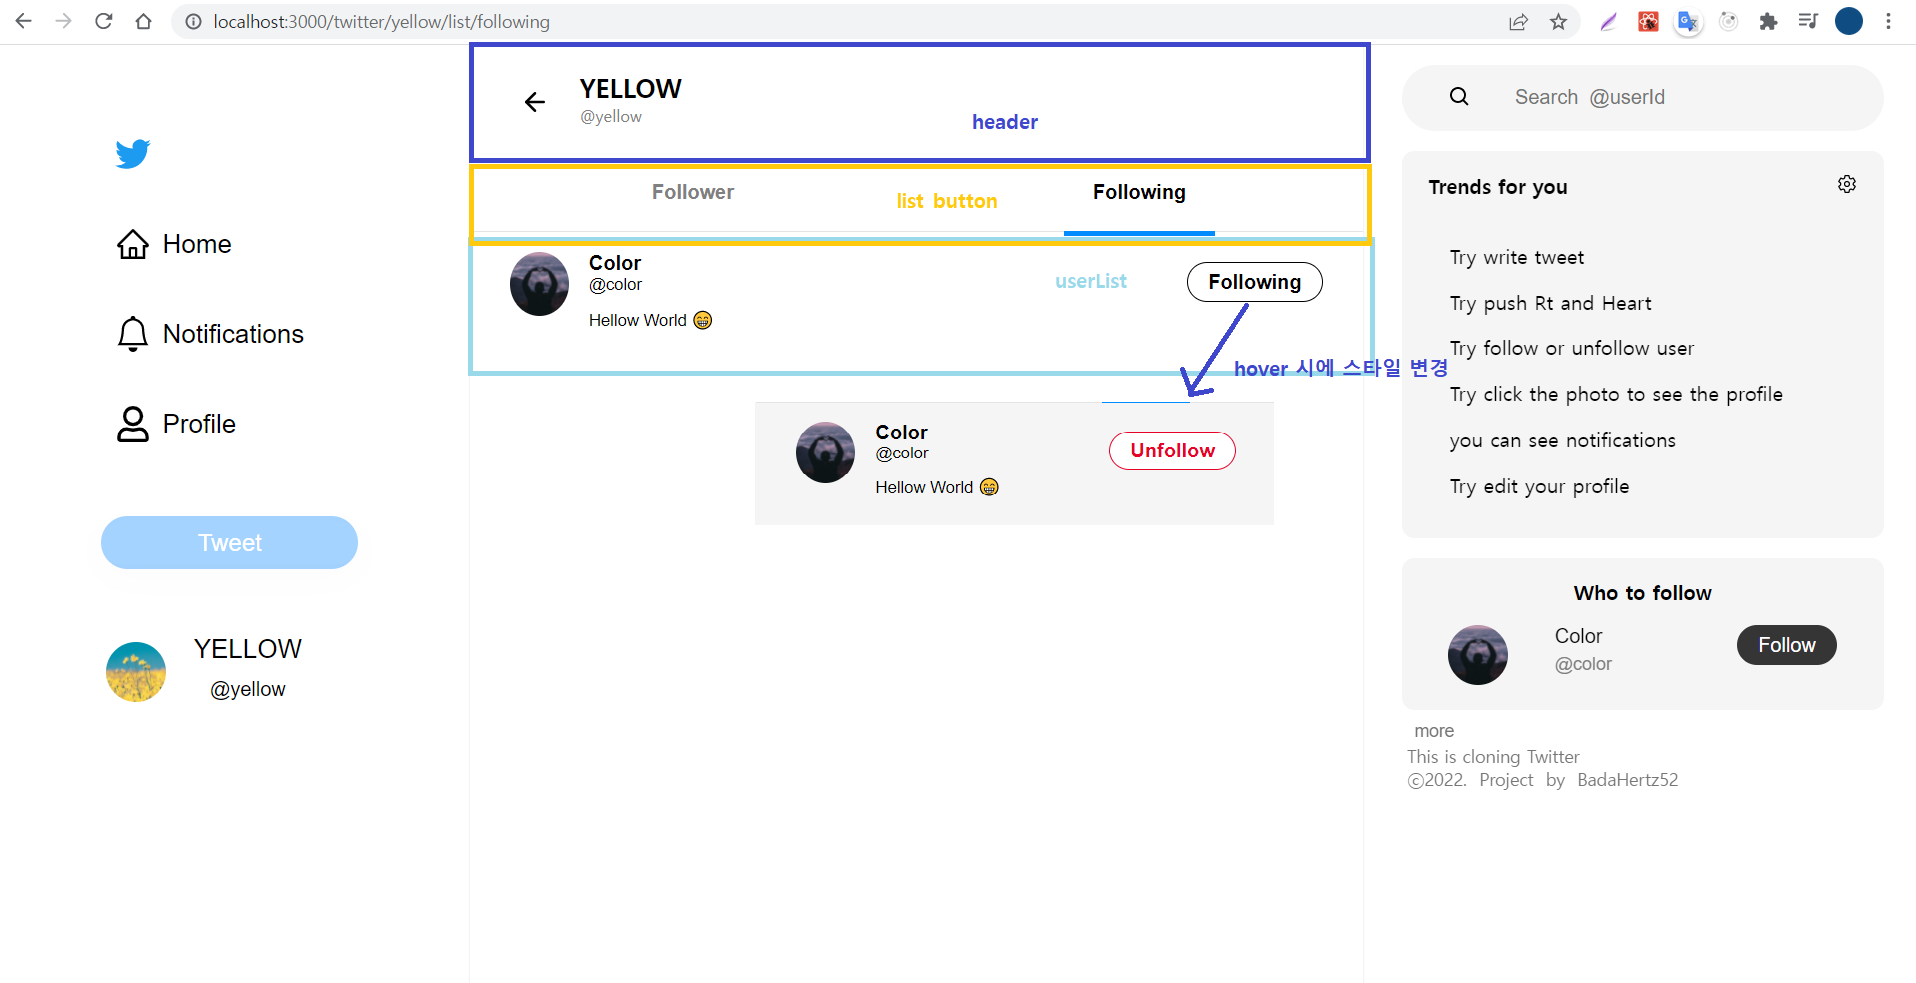 localhost:3000/twitter/yellow/list/following
Home
Notifications
Profile
Tweet
YELLOW
@yellow
YELLOW
@yellow
header
Follower
list button
Following
Color
@color
Hellow World 😁
userList
Following
hover 시에 스타일 변경
Color
@color
Hellow World 😁
Unfollow
Search @userId
Trends for you
Try write tweet
Try push Rt and Heart
Try follow or unfollow user
Try click the photo to see the profile
you can see notifications
Try edit your profile
Who to follow
Color
@color
Follow
more
This is cloning Twitter
ⓒ2022. Project by BadaHertz52